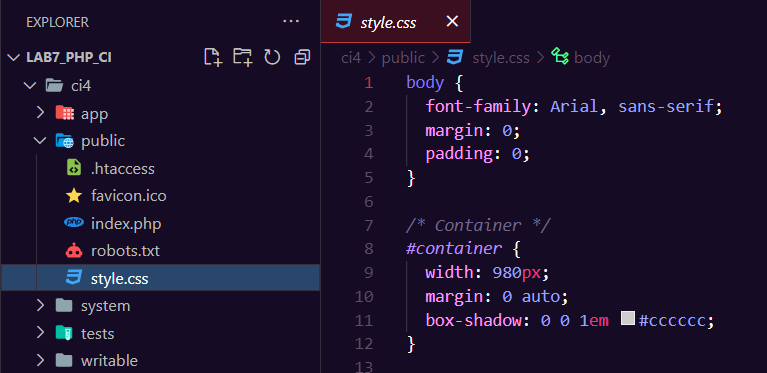 EXPLORER ...
LAB7_PHP_CI
ci4
app
public
.htaccess
favicon.ico
php index.php
robots.txt
style.css
system
tests
writable
style.css
ci4 > public > style.css > body
1 body {
2 font-family: Arial, sans-serif;
3 margin: 0;
4 padding: 0;
5 }
6
7 /* Container */
8 #container {
9 width: 980px;
10 margin: 0 auto;
11 box-shadow: 0 0 1em #cccccc;
12 }
13